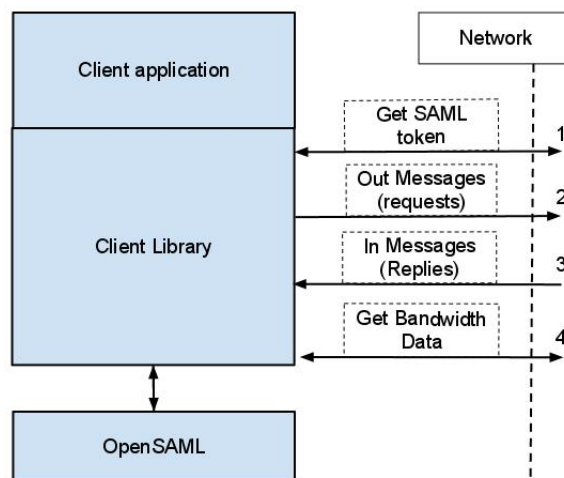 Client application
Network
Get SAML
token
1
Out Messages
(requests)
2
Client Library
In Messages
(Replies)
3
Get Bandwidth
Data
4
OpenSAML